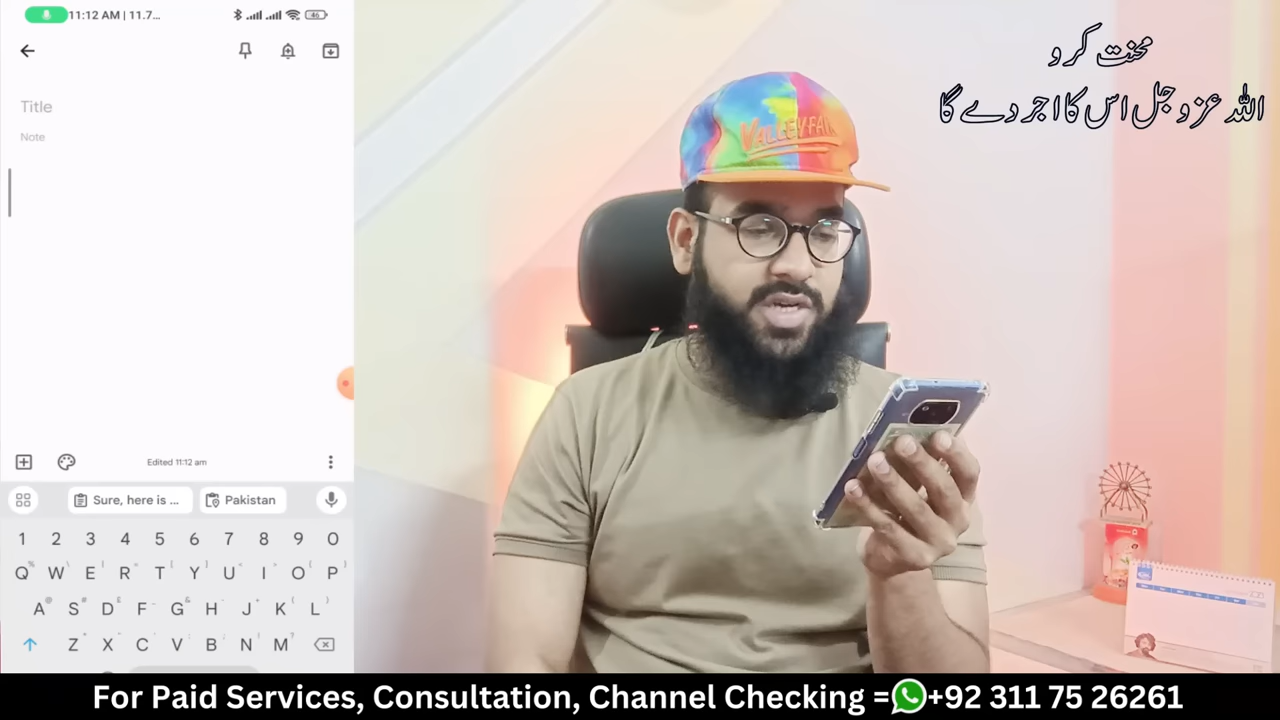 11:12 AM | 11.7...
46
محنت کرو
اللہ عزوجل اس کا اجر دے گا
Title
Note
VALLEYFAIR
Edited 11:12 am
Sure, here is ...
Pakistan
1 2 3 4 5 6 7 8 9 0
Q W E R T Y U I O P
A S D F G H J K L
Z X C V B N M
For Paid Services, Consultation, Channel Checking = +92 311 75 26261